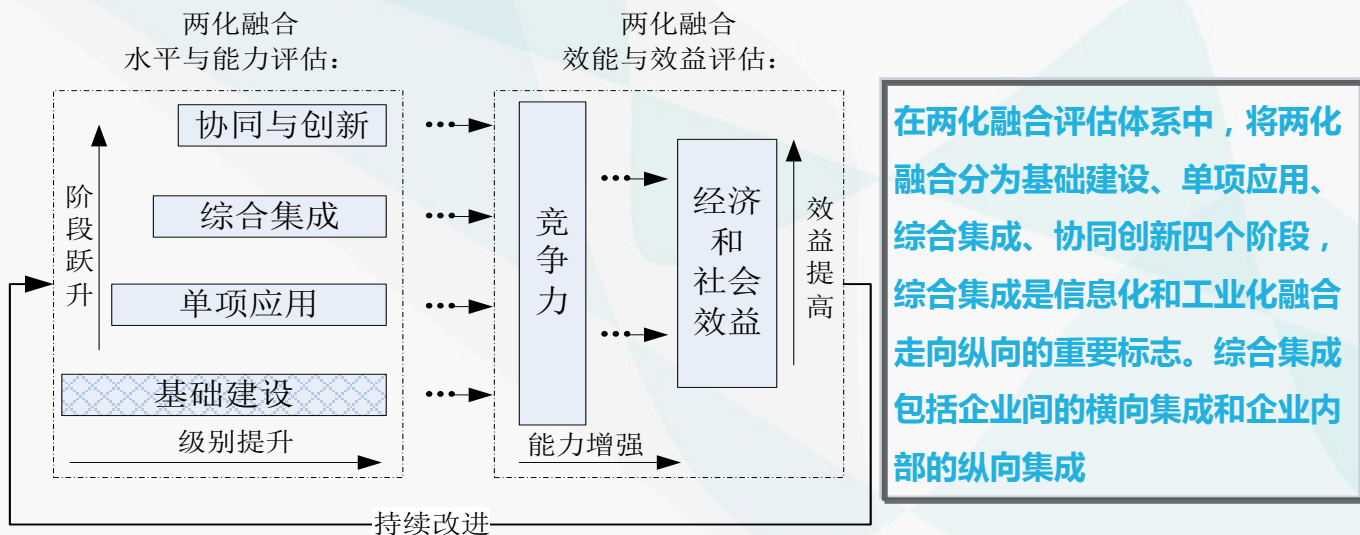 两化融合
水平与能力评估：
协同与创新
综合集成
单项应用
基础建设
阶段跃升
级别提升
两化融合
效能与效益评估：
竞争力
经济
和
社会
效益
效益提高
能力增强
持续改进
在两化融合评估体系中，将两化
融合分为基础建设、单项应用、
综合集成、协同创新四个阶段，
综合集成是信息化和工业化融合
走向纵向的重要标志。综合集成
包括企业间的横向集成和企业内
部的纵向集成